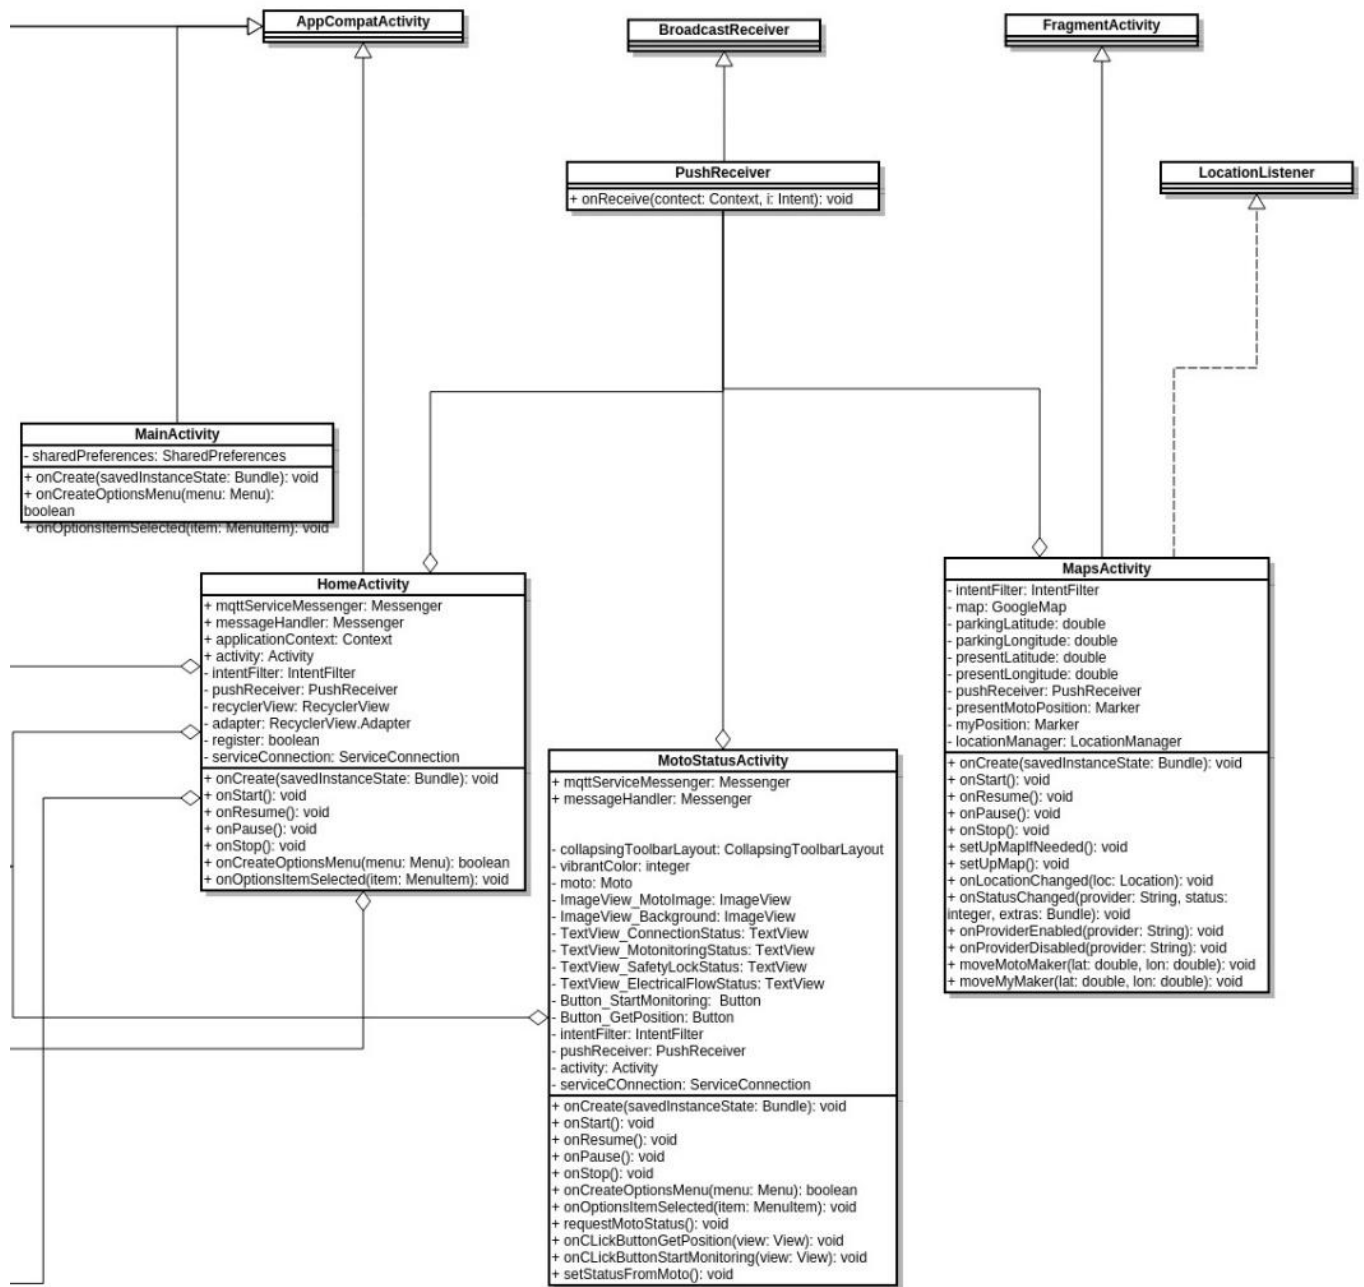 AppCompatActivity
BroadcastReceiver
FragmentActivity
PushReceiver
+ onReceive(contect: Context, i: Intent): void
LocationListener
MainActivity
- sharedPreferences: SharedPreferences
+ onCreate(savedInstanceState: Bundle): void
+ onCreateOptionsMenu(menu: Menu):
boolean
+ onOptionsItemSelected(item: MenuItem): void
HomeActivity
+ mqttServiceMessenger: Messenger
+ messageHandler: Messenger
+ applicationContext: Context
+ activity: Activity
- intentFilter: IntentFilter
- pushReceiver: PushReceiver
- recyclerView: RecyclerView
- adapter: RecyclerView.Adapter
- register: boolean
- serviceConnection: ServiceConnection
+ onCreate(savedInstanceState: Bundle): void
+ onStart(): void
+ onResume(): void
+ onPause(): void
+ onStop(): void
+ onCreateOptionsMenu(menu: Menu): boolean
+ onOptionsItemSelected(item: MenuItem): void
MotoStatusActivity
+ mqttServiceMessenger: Messenger
+ messageHandler: Messenger
- collapsingToolbarLayout: CollapsingToolbarLayout
- vibrantColor: integer
- moto: Moto
- ImageView_MotoImage: ImageView
- ImageView_Background: ImageView
- TextView_ConnectionStatus: TextView
- TextView_MotonitoringStatus: TextView
- TextView_SafetyLockStatus: TextView
- TextView_ElectricalFlowStatus: TextView
- Button_StartMonitoring: Button
- Button_GetPosition: Button
- intentFilter: IntentFilter
- pushReceiver: PushReceiver
- activity: Activity
- serviceCOnnection: ServiceConnection
+ onCreate(savedInstanceState: Bundle): void
+ onStart(): void
+ onResume(): void
+ onPause(): void
+ onStop(): void
+ onCreateOptionsMenu(menu: Menu): boolean
+ onOptionsItemSelected(item: MenuItem): void
+ requestMotoStatus(): void
+ onCLickButtonGetPosition(view: View): void
+ onCLickButtonStartMonitoring(view: View): void
+ setStatusFromMoto(): void
MapsActivity
- intentFilter: IntentFilter
- map: GoogleMap
- parkingLatitude: double
- parkingLongitude: double
- presentLatitude: double
- presentLongitude: double
- pushReceiver: PushReceiver
- presentMotoPosition: Marker
- myPosition: Marker
- locationManager: LocationManager
+ onCreate(savedInstanceState: Bundle): void
+ onStart(): void
+ onResume(): void
+ onPause(): void
+ onStop(): void
+ setUpMapIfNeeded(): void
+ setUpMap(): void
+ onLocationChanged(loc: Location): void
+ onStatusChanged(provider: String, status:
integer, extras: Bundle): void
+ onProviderEnabled(provider: String): void
+ onProviderDisabled(provider: String): void
+ moveMotoMaker(lat: double, lon: double): void
+ moveMyMaker(lat: double, lon: double): void